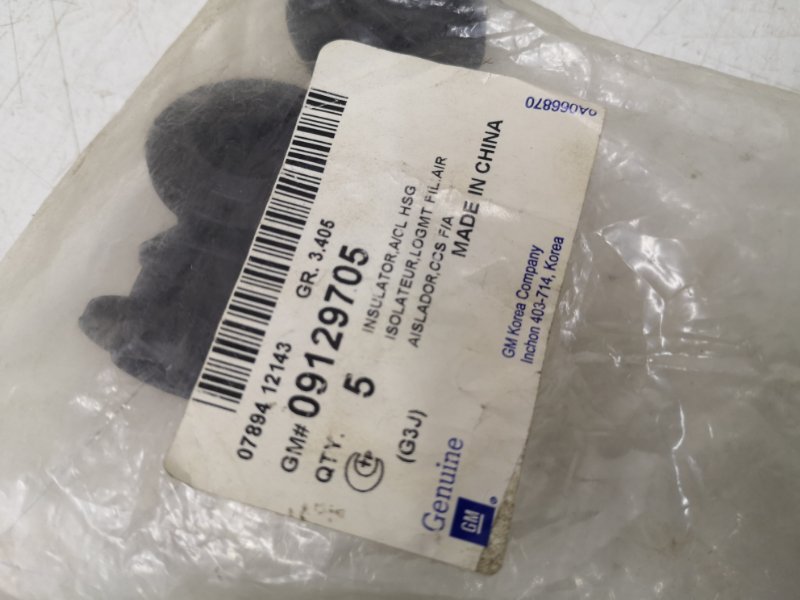 07894 12143 GR. 3.405
GM# 09129705
QTY. 5 INSULATOR,A/CL HSG
ISOLATEUR,LOGMT FIL.AIR
AISLADOR,CCS F/A
(G3J) MADE IN CHINA
Genuine GM Korea Company
Inchon 403-714, Korea
GM ®
9A066870